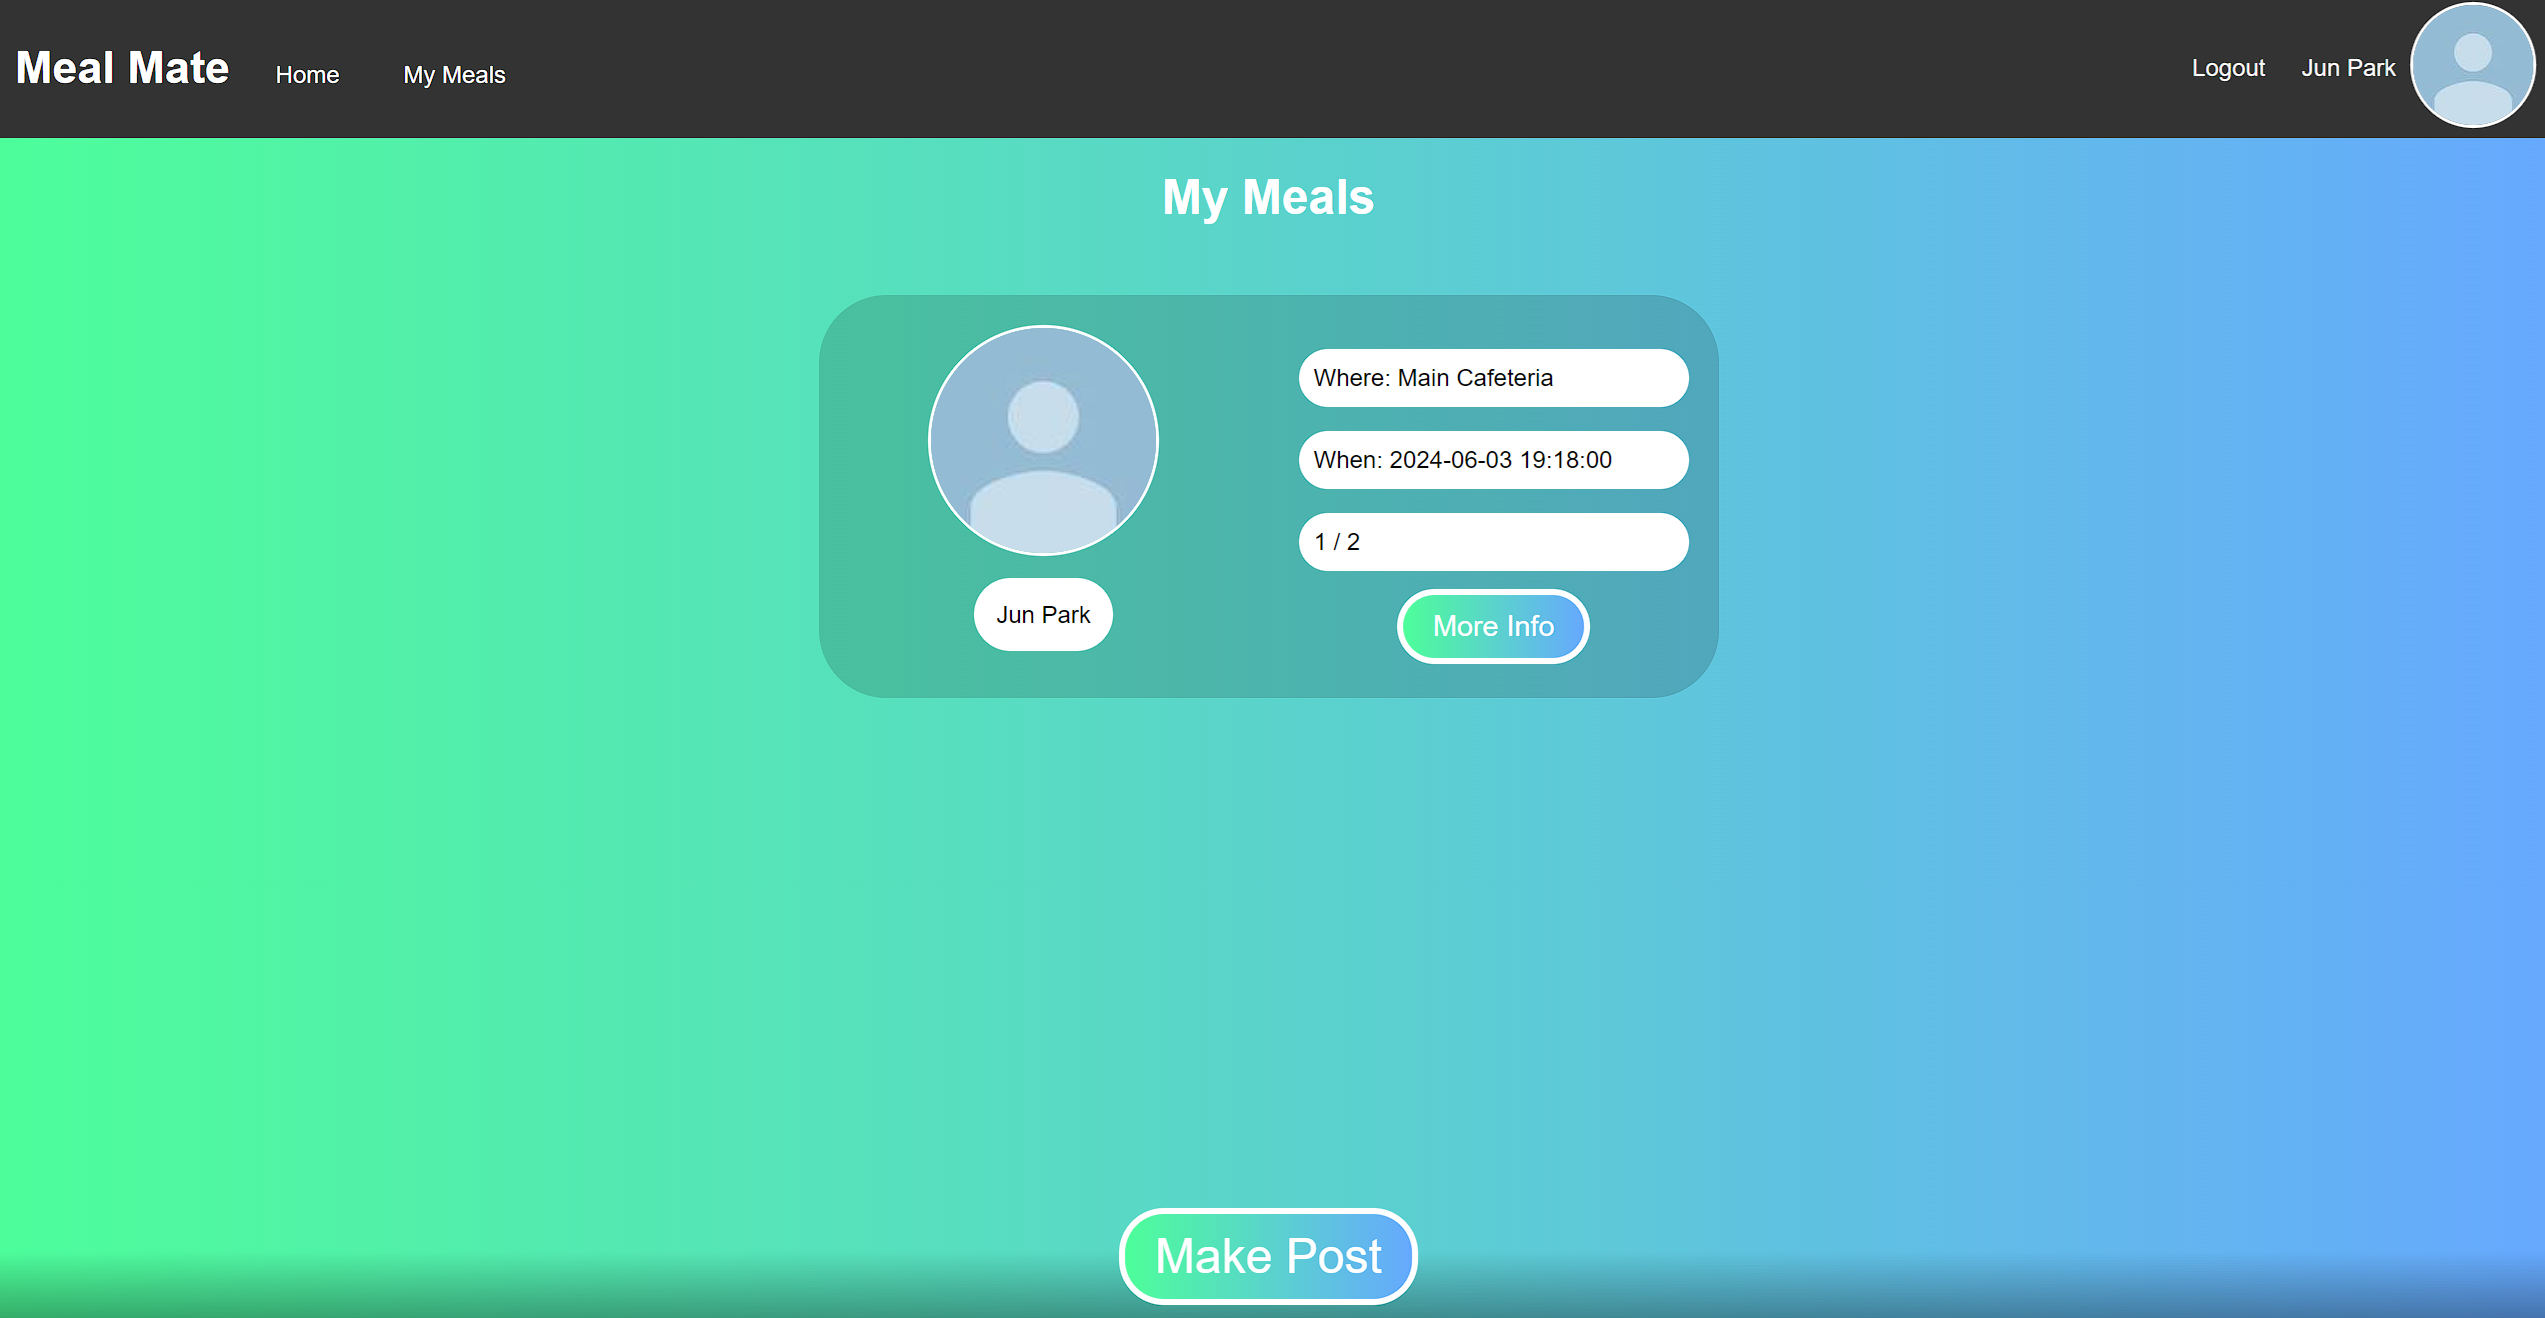 Meal Mate Home My Meals Logout Jun Park
My Meals
Where: Main Cafeteria
When: 2024-06-03 19:18:00
1 / 2
Jun Park
More Info
Make Post